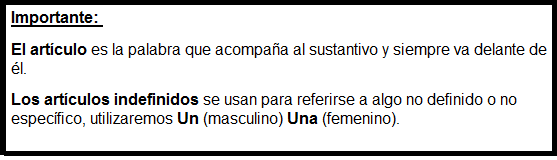 Importante:
El artículo es la palabra que acompaña al sustantivo y siempre va delante de
él.
Los artículos indefinidos se usan para referirse a algo no definido o no
específico, utilizaremos Un (masculino) Una (femenino).